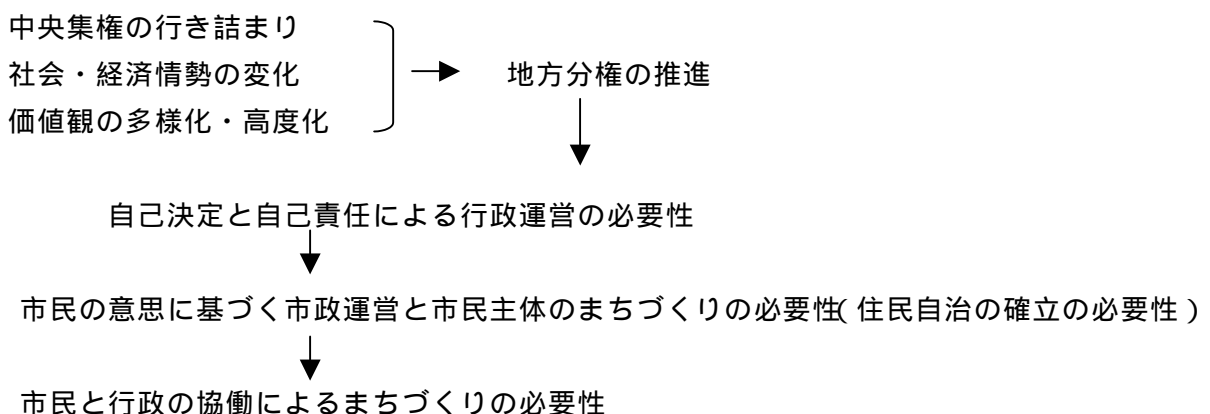 中央集権の行き詰まり
社会・経済情勢の変化
価値観の多様化・高度化
地方分権の推進
自己決定と自己責任による行政運営の必要性
市民の意思に基づく市政運営と市民主体のまちづくりの必要性(住民自治の確立の必要性)
市民と行政の協働によるまちづくりの必要性